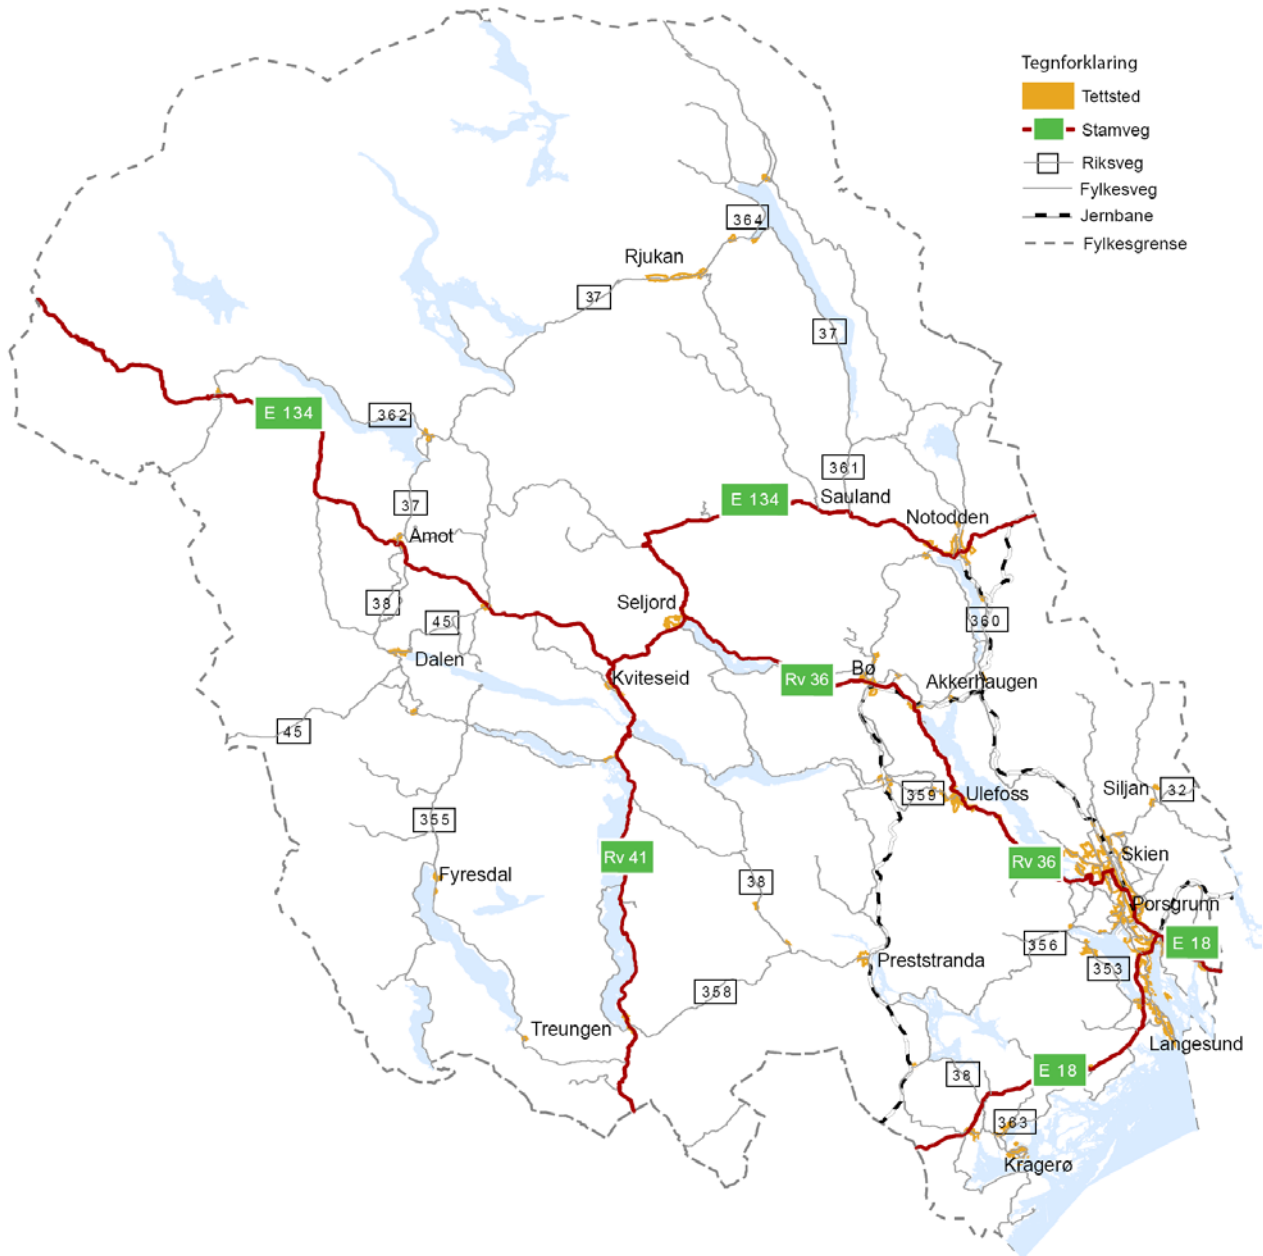 Tegnforklaring
Tettsted
Stamveg
Riksveg
Fylkesveg
Jernbane
Fylkesgrense
364
Rjukan
37
37
E 134
362
361
37
E 134
Sauland
Notodden
Åmot
38
Seljord
45
360
Dalen
Bø
Kviteseid
Rv 36
Akkerhaugen
45
Siljan
32
359
Ulefoss
355
Rv 41
Rv 36
Skien
Fyresdal
38
Porsgrunn
356
E 18
Preststranda
353
358
Treungen
Langesund
38
E 18
363
Kragerø